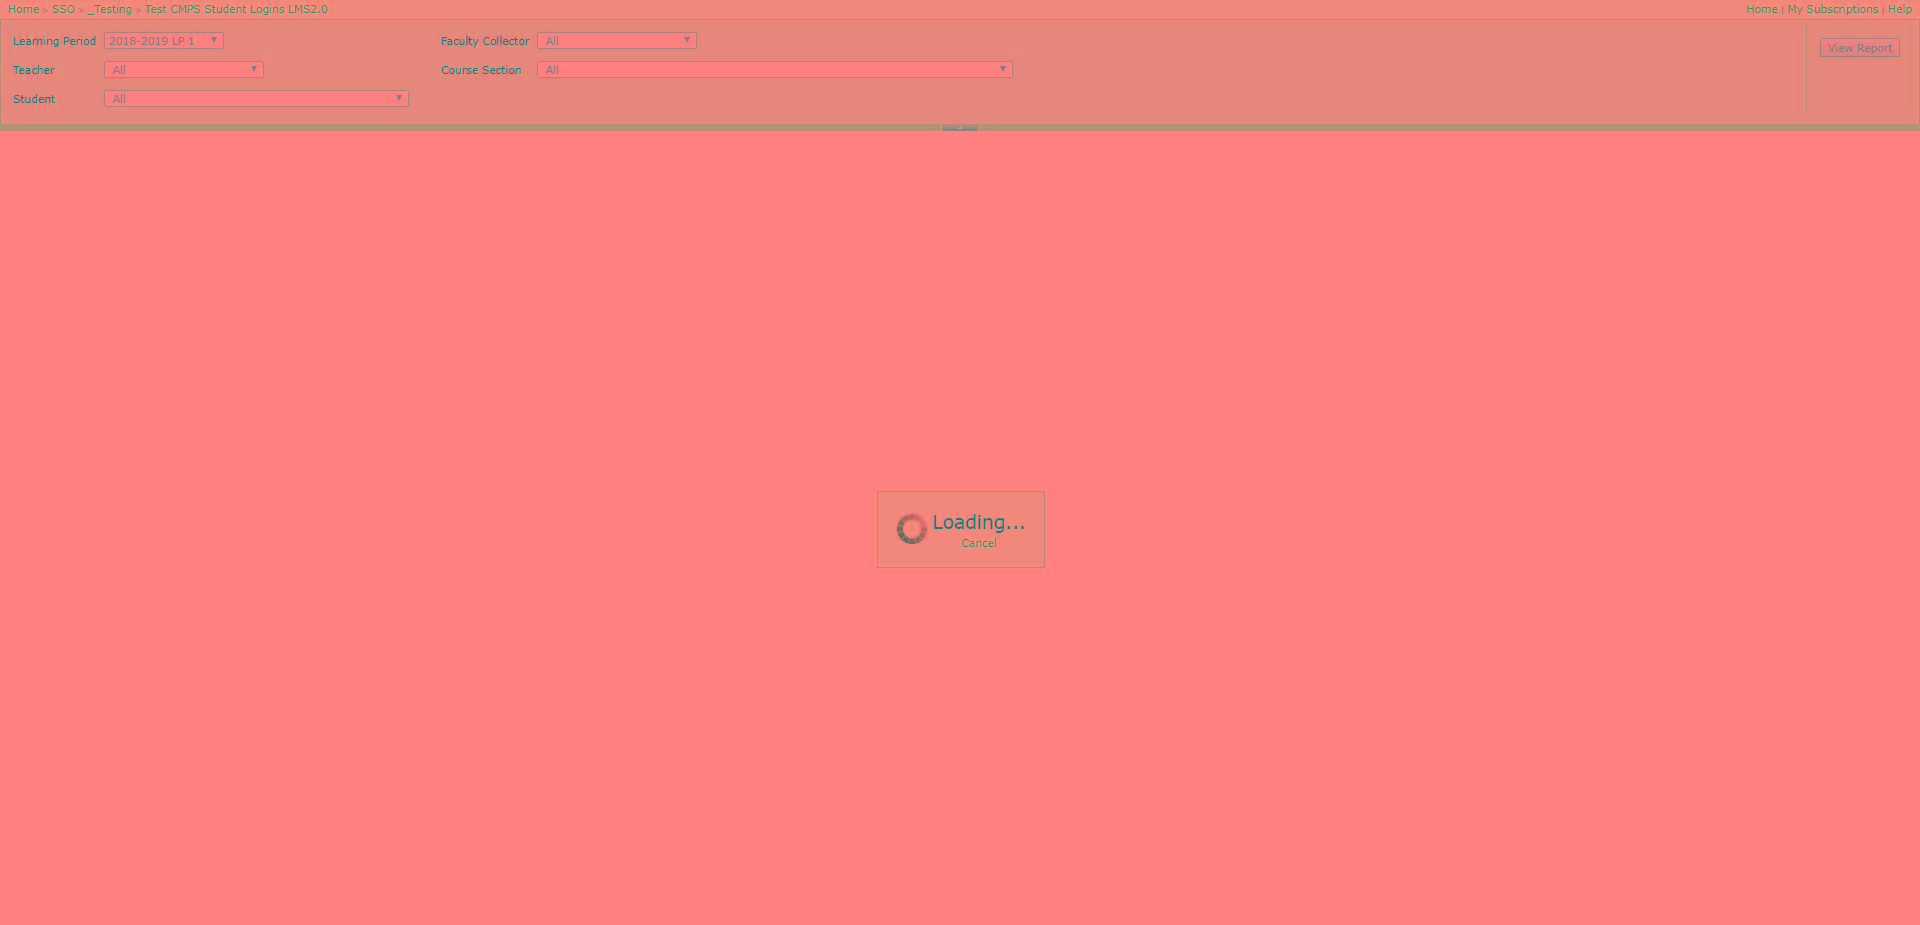 Home > SSO > _Testing > Test CMPS Student Logins LMS2.0
Home | My Subscriptions | Help
Learning Period 2018-2019 LP 1
Faculty Collector All
View Report
Teacher All
Course Section All
Student All
Loading...
Cancel